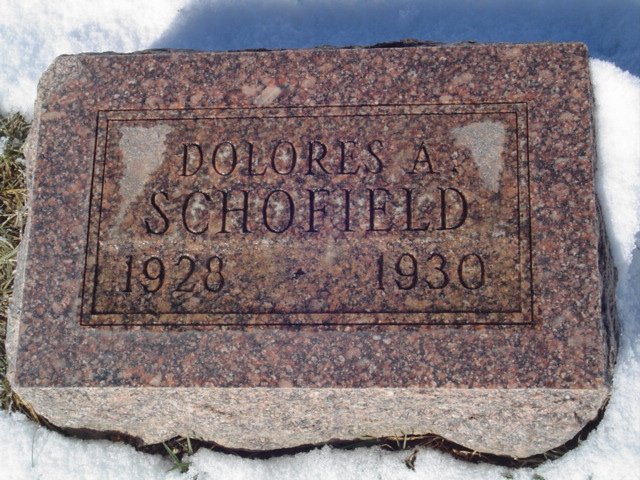 DOLORES A.
SCHOFIELD
1928 · 1930